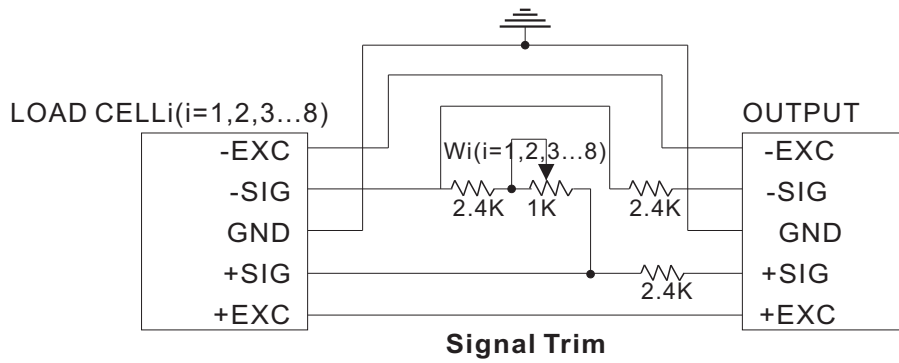 LOAD CELLi(i=1,2,3...8)
OUTPUT
Wi(i=1,2,3...8)
-EXC
-EXC
-SIG
2.4K
1K
2.4K
-SIG
GND
GND
+SIG
2.4K
+SIG
+EXC
+EXC
Signal Trim